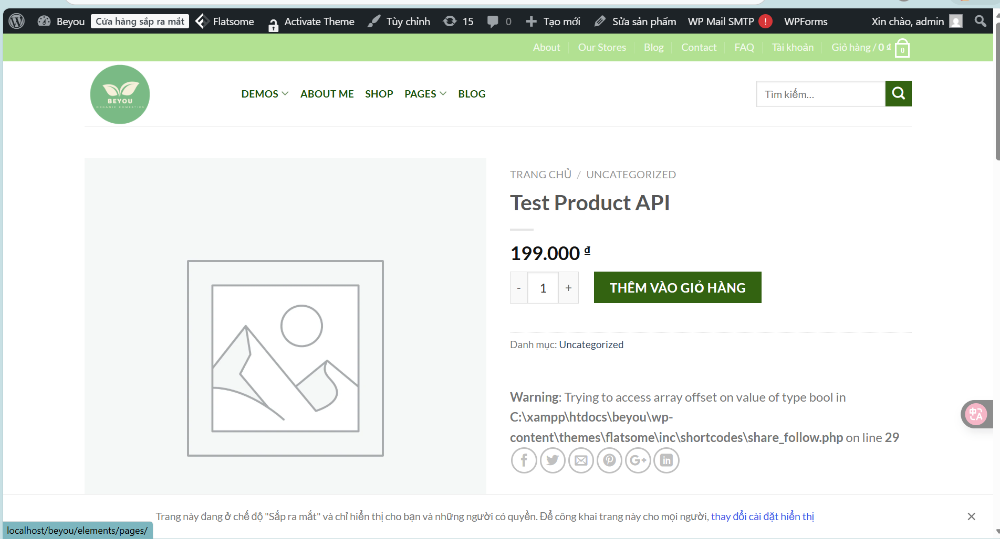 Beyou Cửa hàng sắp ra mắt Flatsome Activate Theme Tùy chỉnh 15 0 Tạo mới Sửa sản phẩm WP Mail SMTP ! WPForms Xin chào, admin
About Our Stores Blog Contact FAQ Tài khoản Giỏ hàng / 0 ₫ 0
BEYOU
ORGANIC COMESTICS
DEMOS ABOUT ME SHOP PAGES BLOG
Tìm kiếm...
TRANG CHỦ / UNCATEGORIZED
Test Product API
199.000 ₫
- 1 + THÊM VÀO GIỎ HÀNG
Danh mục: Uncategorized
Warning: Trying to access array offset on value of type bool in
C:\xampp\htdocs\beyou\wp-
content\themes\flatsome\inc\shortcodes\share_follow.php on line 29
Trang này đang ở chế độ "Sắp ra mắt" và chỉ hiển thị cho bạn và những người có quyền. Để công khai trang này cho mọi người, thay đổi cài đặt hiển thị
localhost/beyou/elements/pages/